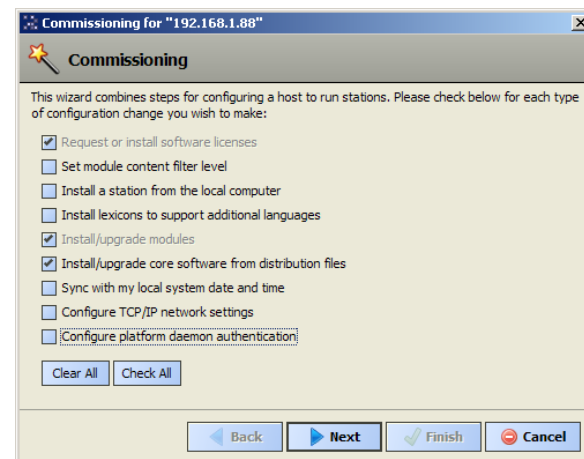 Commissioning for "192.168.1.88"
Commissioning
This wizard combines steps for configuring a host to run stations. Please check below for each type
of configuration change you wish to make:
Request or install software licenses
Set module content filter level
Install a station from the local computer
Install lexicons to support additional languages
Install/upgrade modules
Install/upgrade core software from distribution files
Sync with my local system date and time
Configure TCP/IP network settings
Configure platform daemon authentication
Clear All Check All
Back Next Finish Cancel